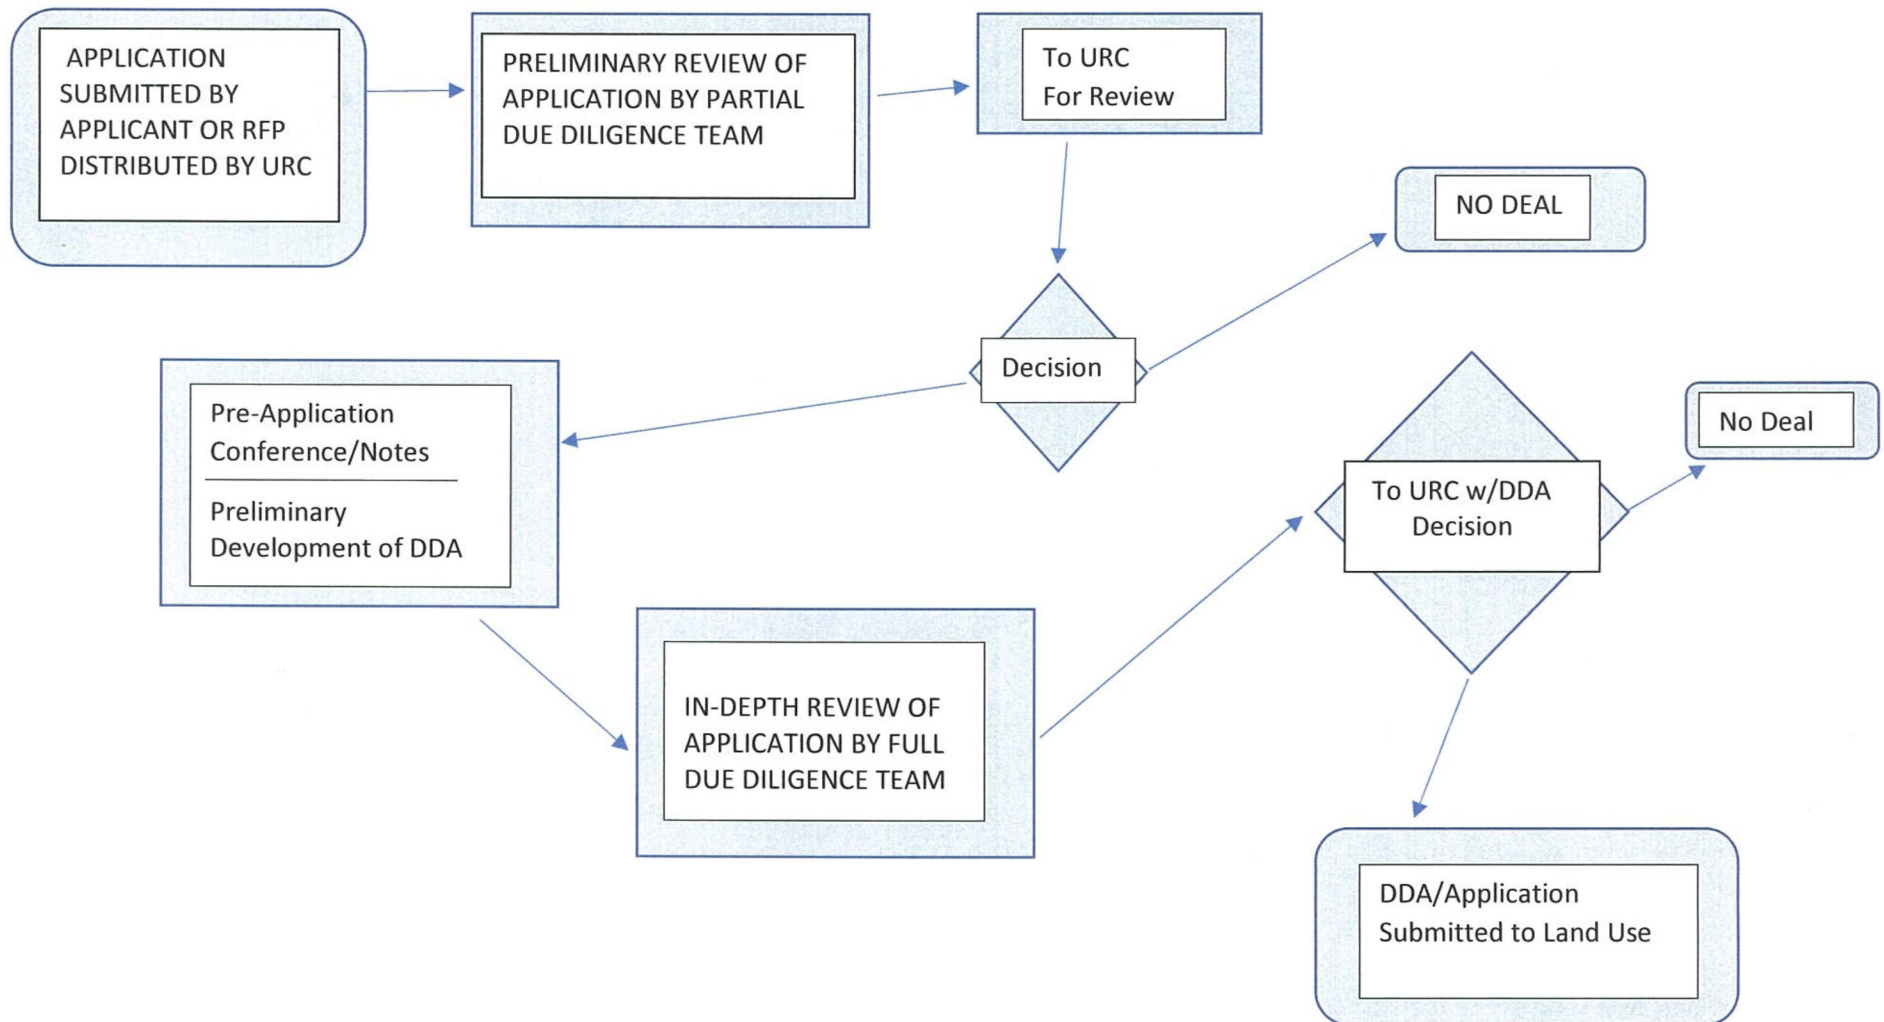 APPLICATION
SUBMITTED BY
APPLICANT OR RFP
DISTRIBUTED BY URC
PRELIMINARY REVIEW OF
APPLICATION BY PARTIAL
DUE DILIGENCE TEAM
To URC
For Review
NO DEAL
Decision
Pre-Application
Conference/Notes
Preliminary
Development of DDA
IN-DEPTH REVIEW OF
APPLICATION BY FULL
DUE DILIGENCE TEAM
To URC w/DDA
Decision
No Deal
DDA/Application
Submitted to Land Use